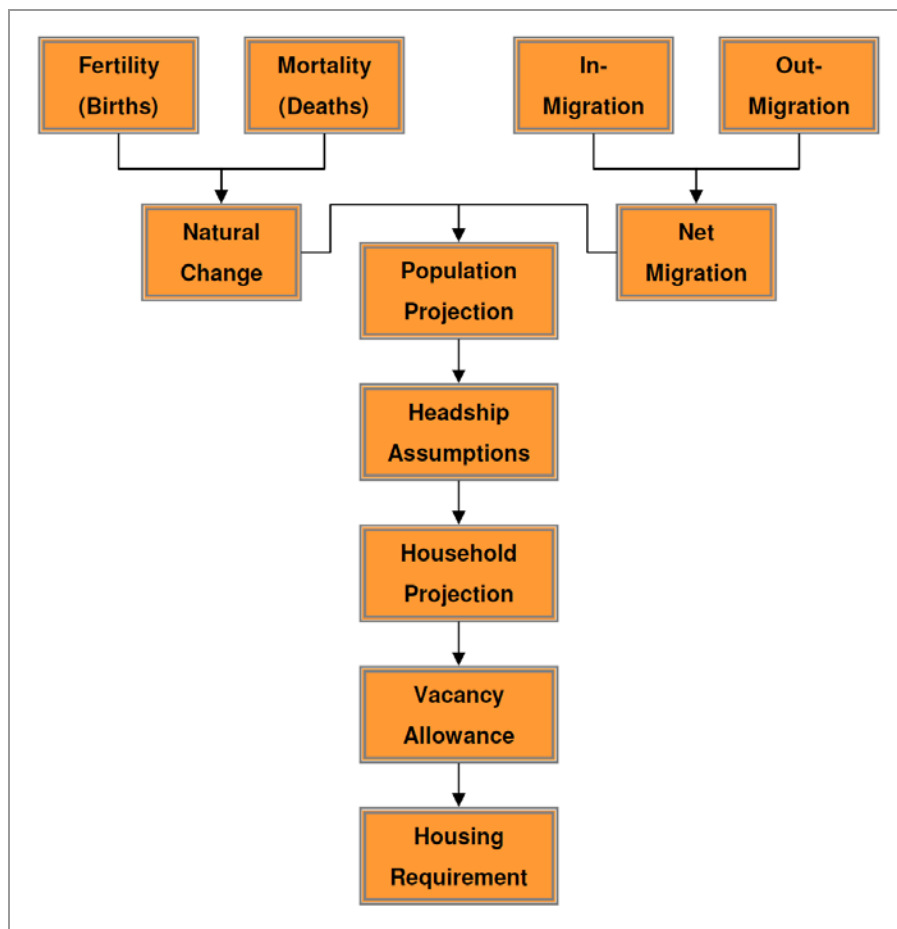 Fertility
(Births)
Mortality
(Deaths)
In-
Migration
Out-
Migration
Natural
Change
Net
Migration
Population
Projection
Headship
Assumptions
Household
Projection
Vacancy
Allowance
Housing
Requirement